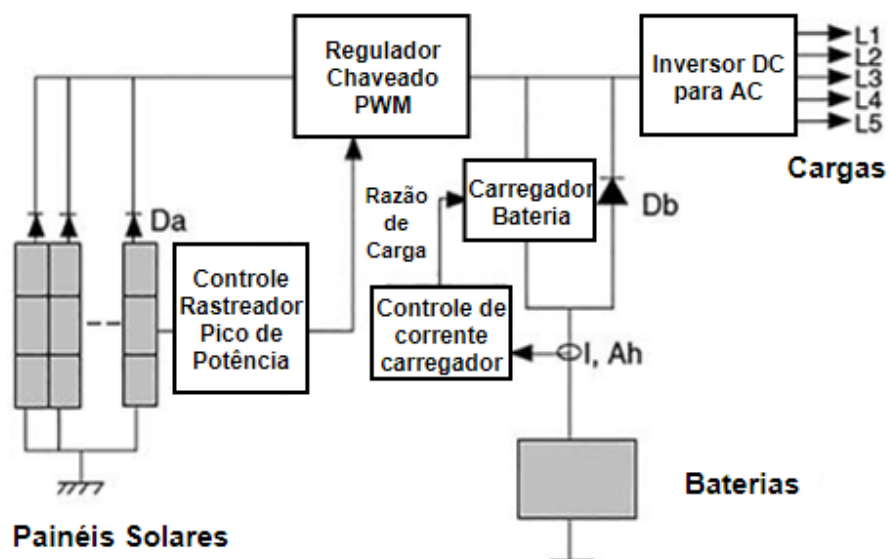 Regulador
Chaveado
PWM
Inversor DC
para AC
L1
L2
L3
L4
L5
Cargas
Razão
de
Carga
Carregador
Bateria
Db
Da
Controle
Rastreador
Pico de
Potência
Controle de
corrente
carregador
I, Ah
Baterias
Painéis Solares